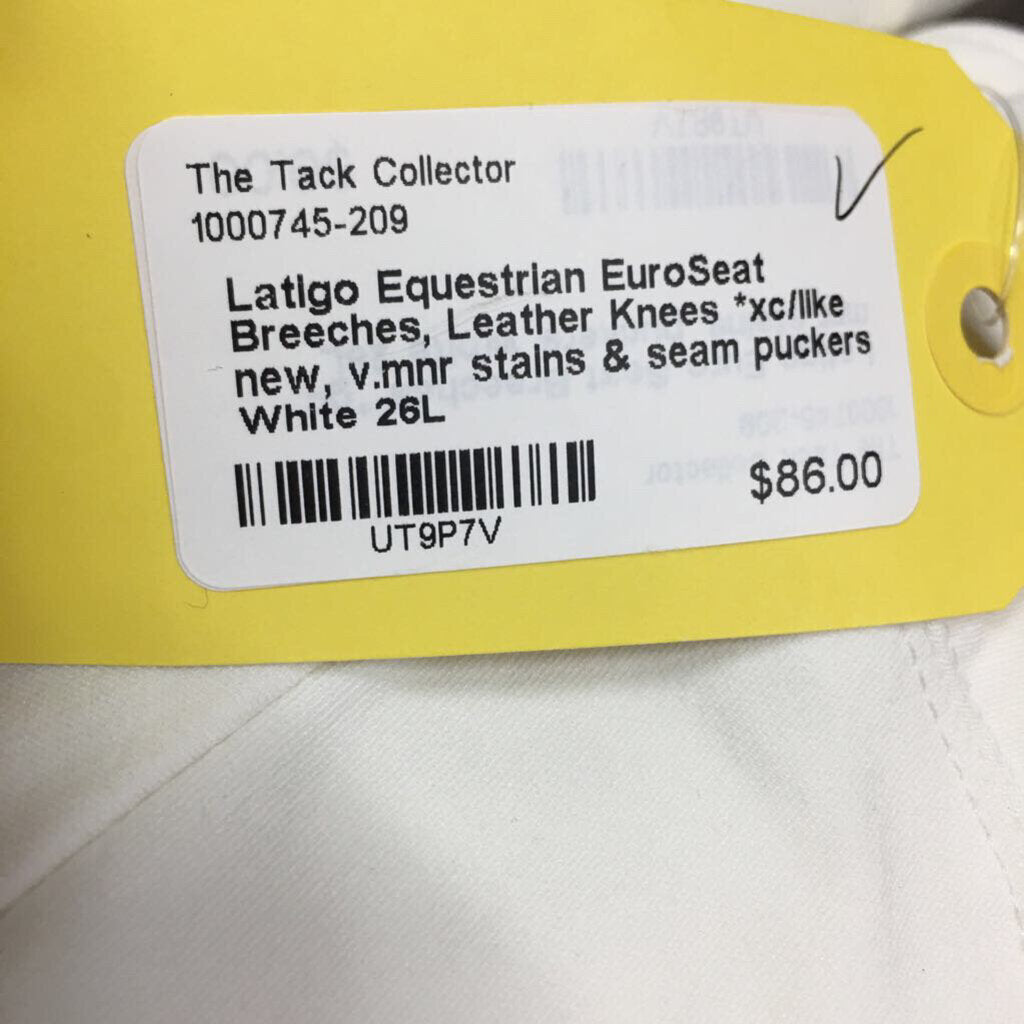 The Tack Collector
1000745-209
Latigo Equestrian EuroSeat
Breeches, Leather Knees *xc/like
new, v.mnr stains & seam puckers
White 26L
$86.00
UT9P7V